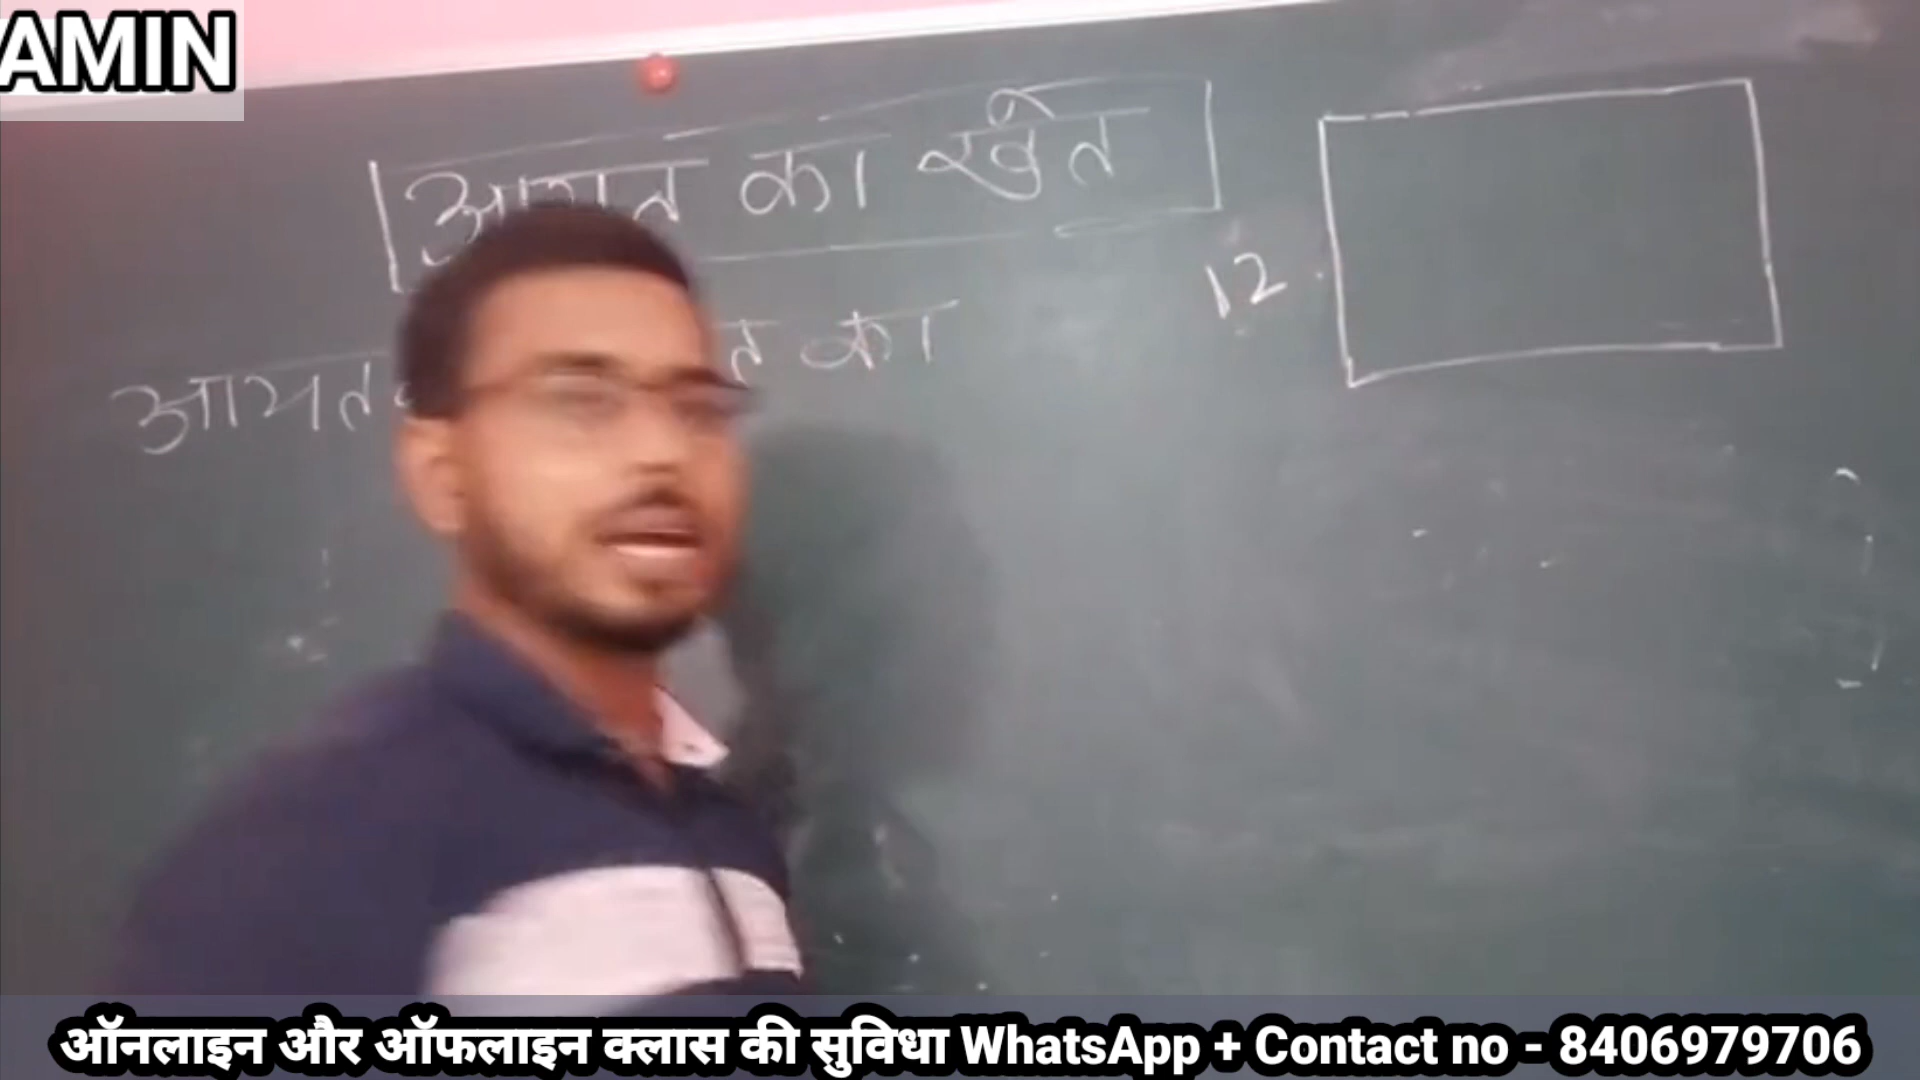 AMIN
आयत का खेत
12
आयत त का
ऑनलाइन और ऑफलाइन क्लास की सुविधा WhatsApp + Contact no - 8406979706